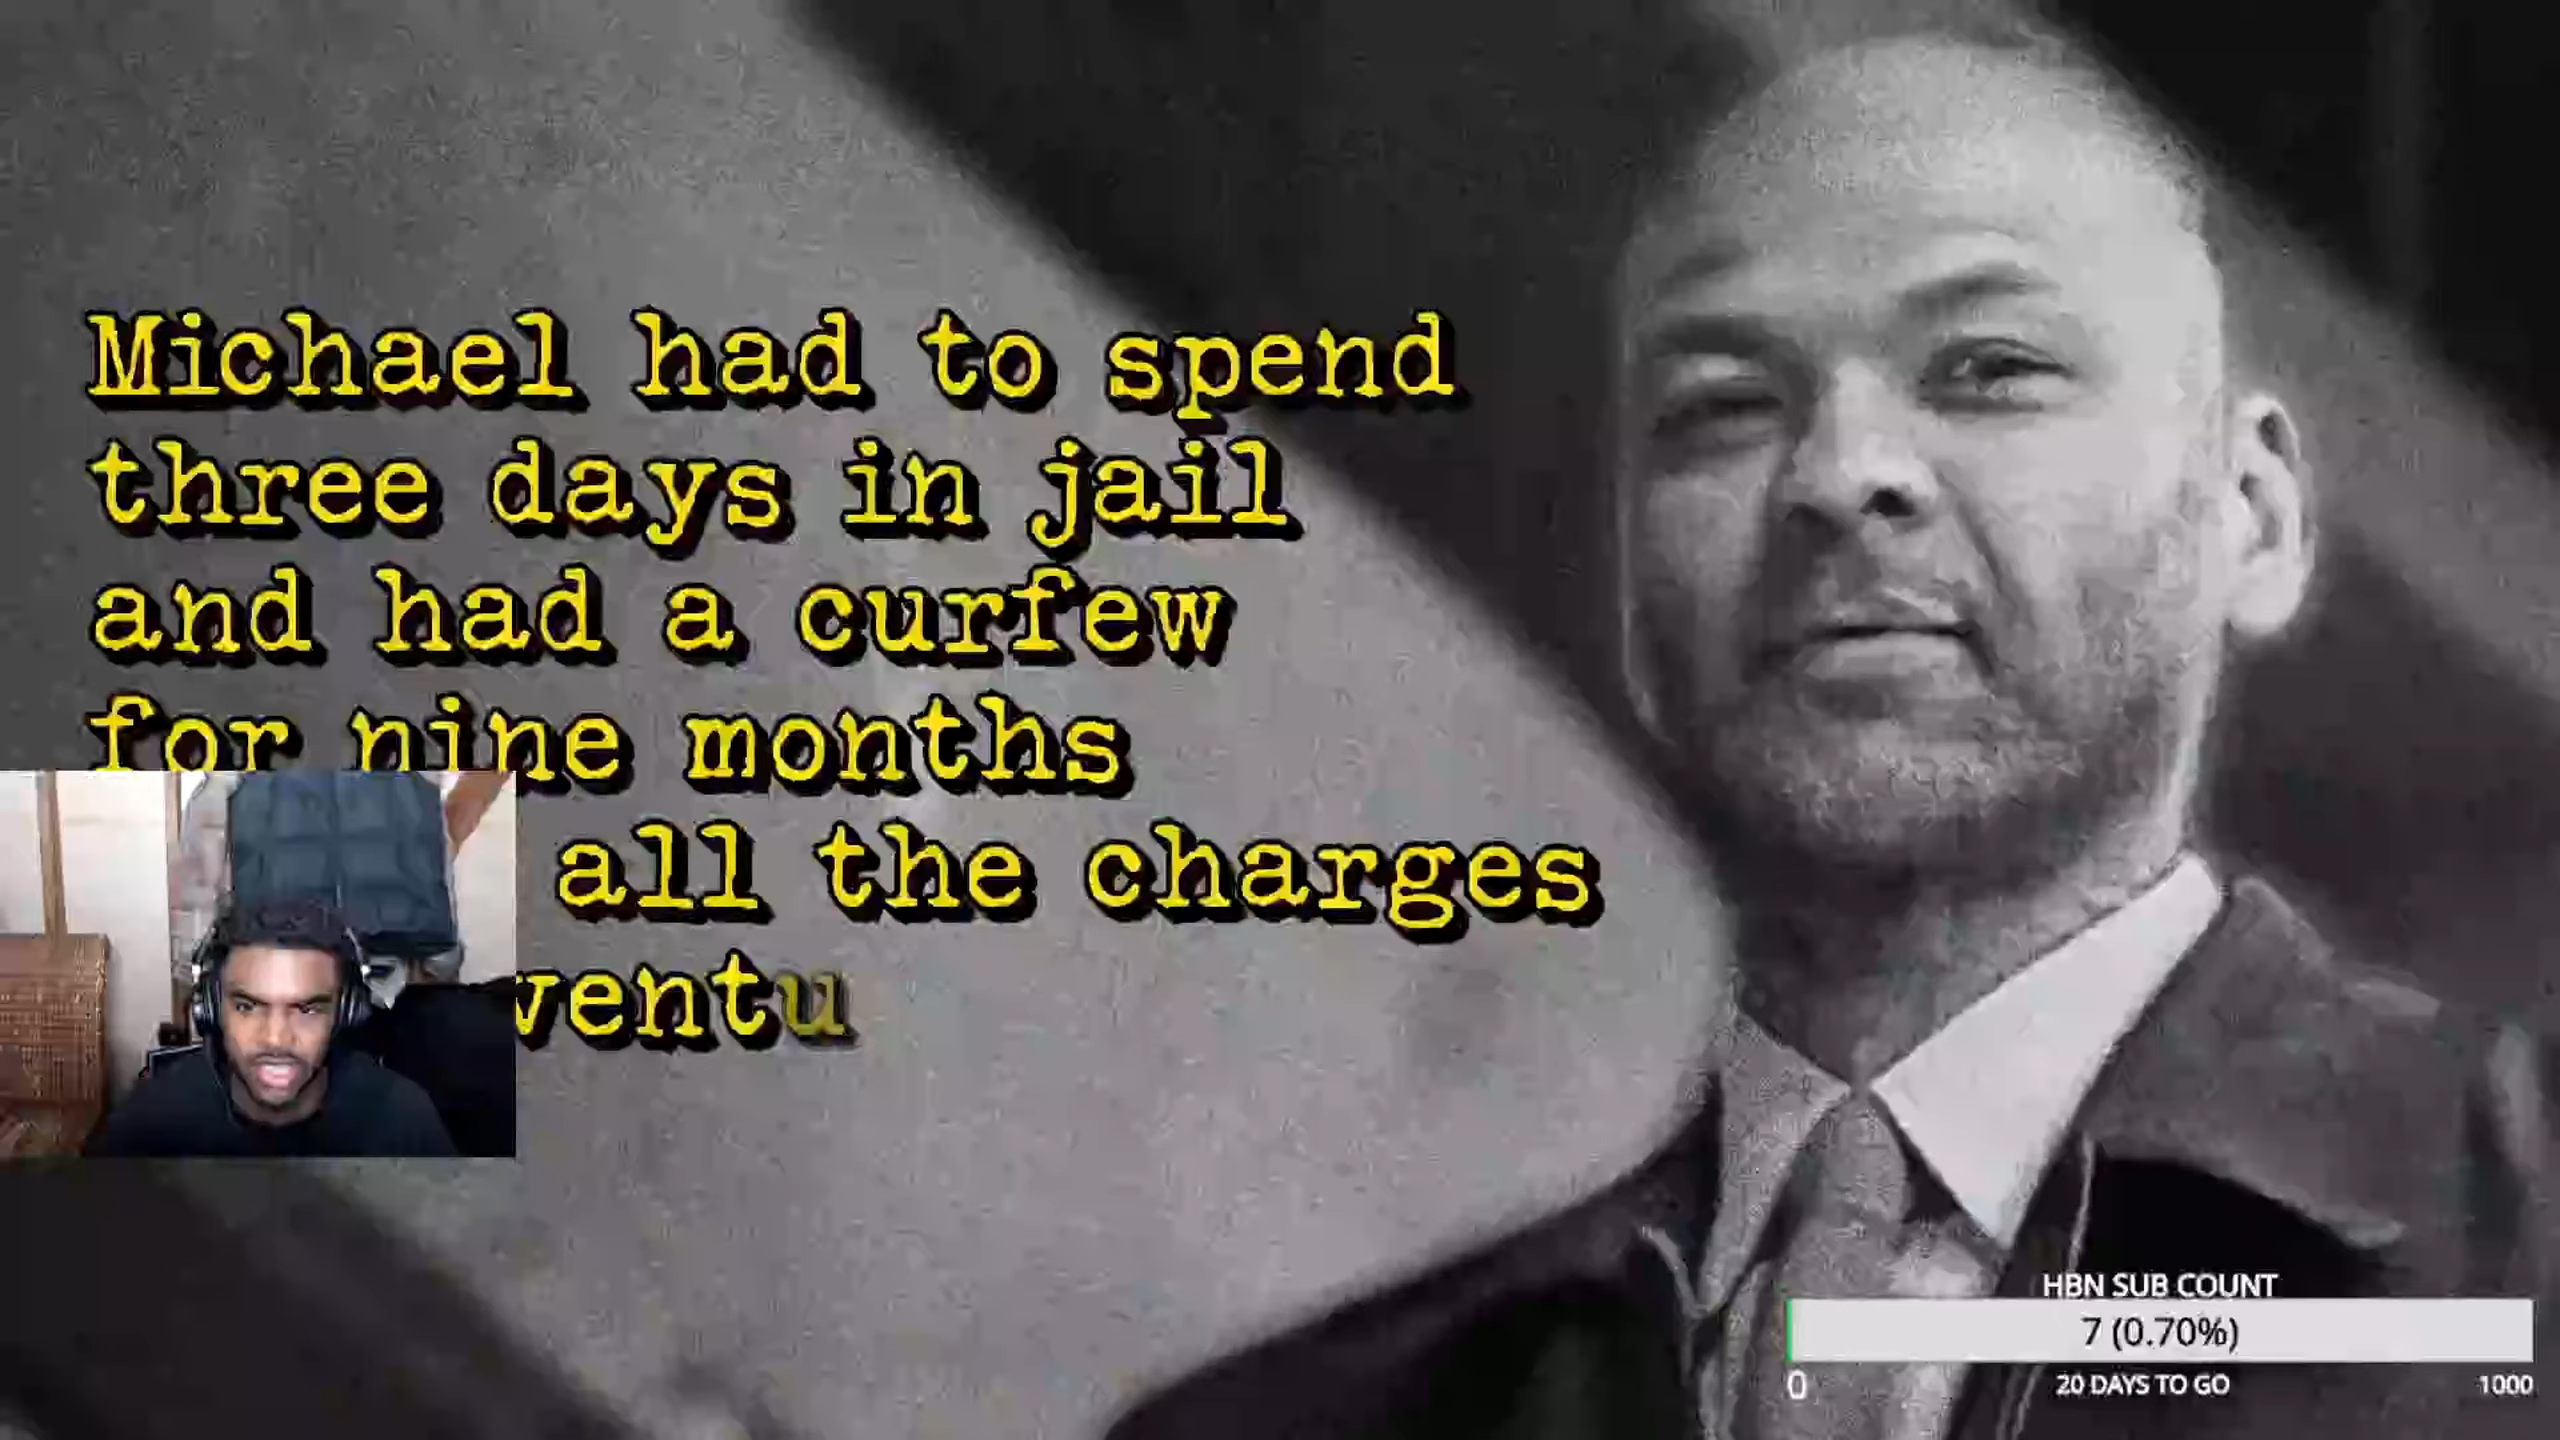 Michael had to spend
three days in jail
and had a curfew
for nine months
all the charges
ventu
HBN SUB COUNT
7 (0.70%)
0 20 DAYS TO GO 1000